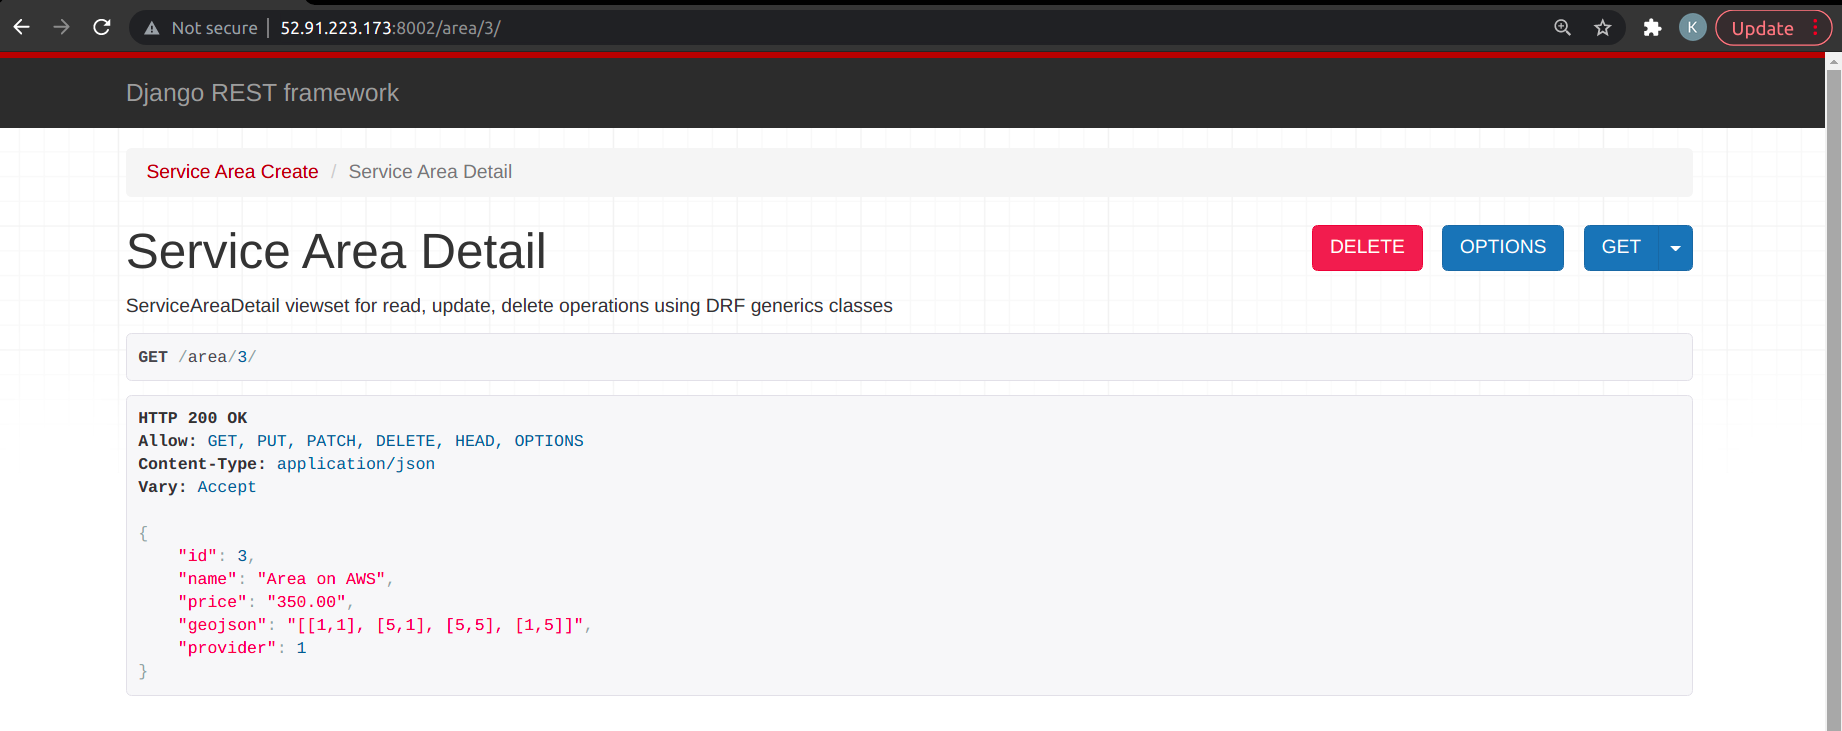 Not secure | 52.91.223.173:8002/area/3/ K Update
Django REST framework
Service Area Create / Service Area Detail
Service Area Detail DELETE OPTIONS GET
ServiceAreaDetail viewset for read, update, delete operations using DRF generics classes
GET /area/3/
HTTP 200 OK
Allow: GET, PUT, PATCH, DELETE, HEAD, OPTIONS
Content-Type: application/json
Vary: Accept
{
    "id": 3,
    "name": "Area on AWS",
    "price": "350.00",
    "geojson": "[[1,1], [5,1], [5,5], [1,5]]",
    "provider": 1
}